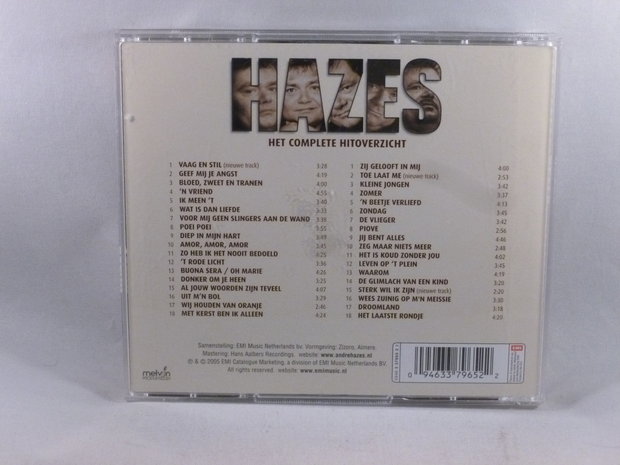 HAZES
HET COMPLETE HITOVERZICHT
1 VAAG EN STIL (nieuwe track) 3:28
2 GEEF MIJ JE ANGST 4:19
3 BLOED, ZWEET EN TRANEN 4:00
4 'N VRIEND 4:55
5 IK MEEN 'T 3:40
6 WAT IS DAN LIEFDE 3:33
7 VOOR MIJ GEEN SLINGERS AAN DE WAND 3:38
8 POEI POEI 3:55
9 DIEP IN MIJN HART 3:49
10 AMOR, AMOR, AMOR 3:45
11 ZO HEB IK HET NOOIT BEDOELD 3:25
12 'T RODE LICHT 3:36
13 BUONA SERA / OH MARIE 4:26
14 DONKER OM JE HEEN 3:25
15 AL JOUW WOORDEN ZIJN TEVEEL 4:21
16 UIT M'N BOL
17 WIJ HOUDEN VAN ORANJE
18 MET KERST BEN IK ALLEEN
1 ZIJ GELOOFT IN MIJ 4:00
2 TOE LAAT ME (nieuwe track) 2:53
3 KLEINE JONGEN 3:42
4 ZOMER 3:37
5 'N BEETJE VERLIEFD 4:13
6 ZONDAG 3:45
7 DE VLIEGER 3:42
8 PIOVE 2:56
9 JIJ BENT ALLES 4:46
10 ZEG MAAR NIETS MEER 2:48
11 HET IS KOUD ZONDER JOU 4:02
12 LEVEN OP 'T PLEIN 3:45
13 WAAROM 4:19
14 DE GLIMLACH VAN EEN KIND
15 STERK WIL IK ZIJN (nieuwe track) 2:20
16 WEES ZUINIG OP M'N MEISSIE 3:30
17 DROOMLAND 3:18
18 HET LAATSTE RONDJE 4:20
Samenstelling: EMI Music Netherlands bv. Vormgeving: Zizoro, Almere.
Mastering: Hans Aalbers Recordings. website: www.andrehazes.nl
℗ & © 2005 EMI Catalogue Marketing, a division of EMI Music Netherlands BV.
All rights reserved. website: www.emimusic.nl
melvin
0 94633 79652 2